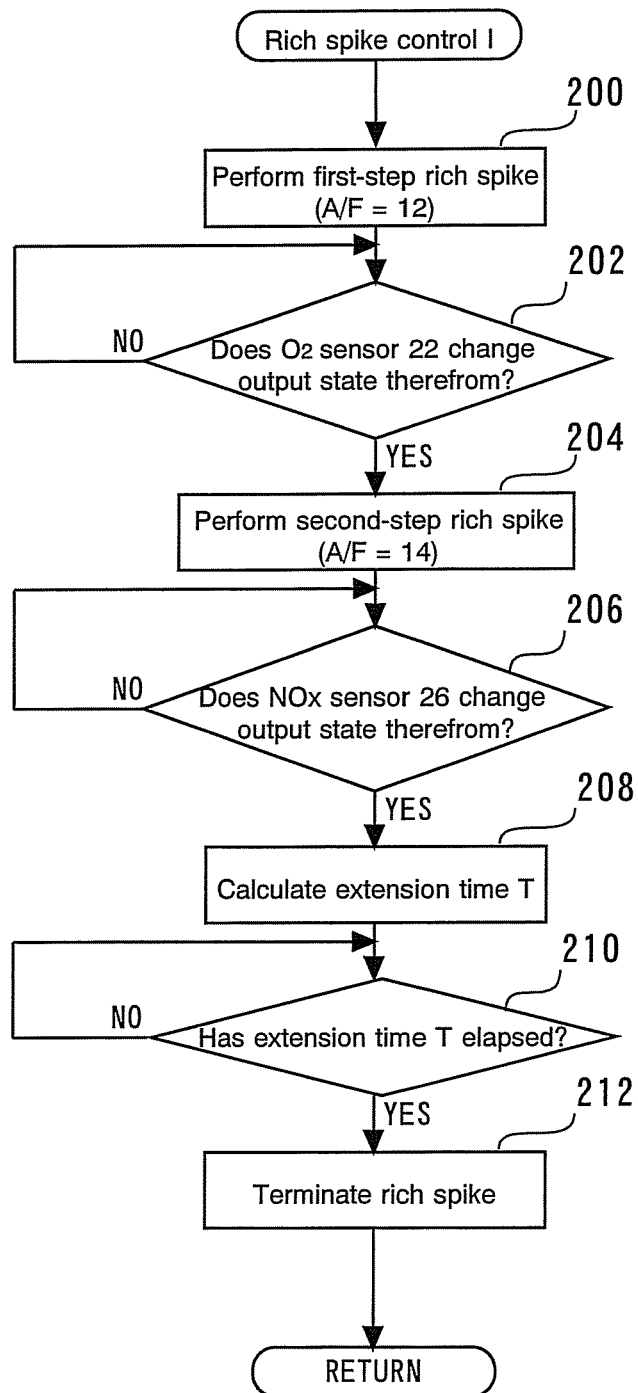 Rich spike control I
200
Perform first-step rich spike
(A/F = 12)
202
NO
Does O2 sensor 22 change
output state therefrom?
YES
204
Perform second-step rich spike
(A/F = 14)
206
NO
Does NOx sensor 26 change
output state therefrom?
YES
208
Calculate extension time T
210
NO
Has extension time T elapsed?
YES
212
Terminate rich spike
RETURN